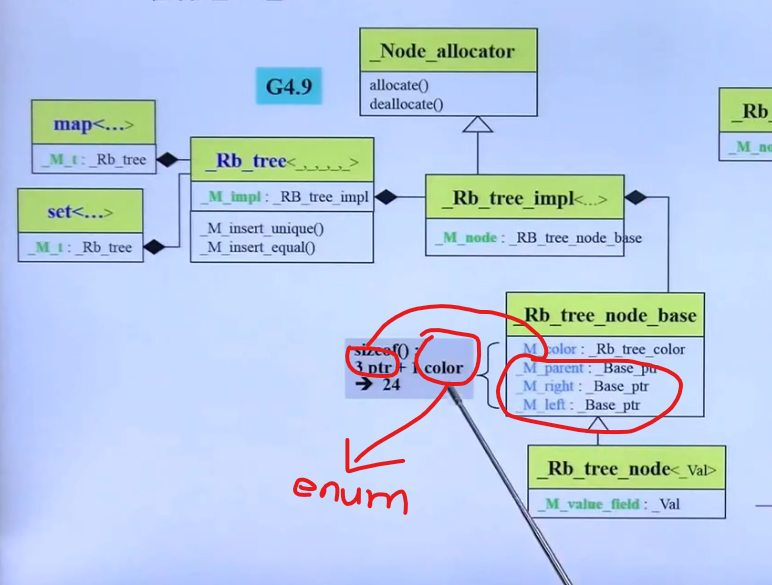 _Node_allocator
allocate()
deallocate()
G4.9
map<...>
_M_t : _Rb_tree
set<...>
_M_t : _Rb_tree
_Rb_tree<_,_,_,_,_>
_M_impl : _RB_tree_impl
_M_insert_unique()
_M_insert_equal()
_Rb_tree_impl<...>
_M_node : _RB_tree_node_base
_Rb
_M_no
_Rb_tree_node_base
_M_color : _Rb_tree_color
_M_parent : _Base_ptr
_M_right : _Base_ptr
_M_left : _Base_ptr
sizeof() :
3 ptr + 1 color
➔ 24
enum
_Rb_tree_node<_Val>
_M_value_field : _Val